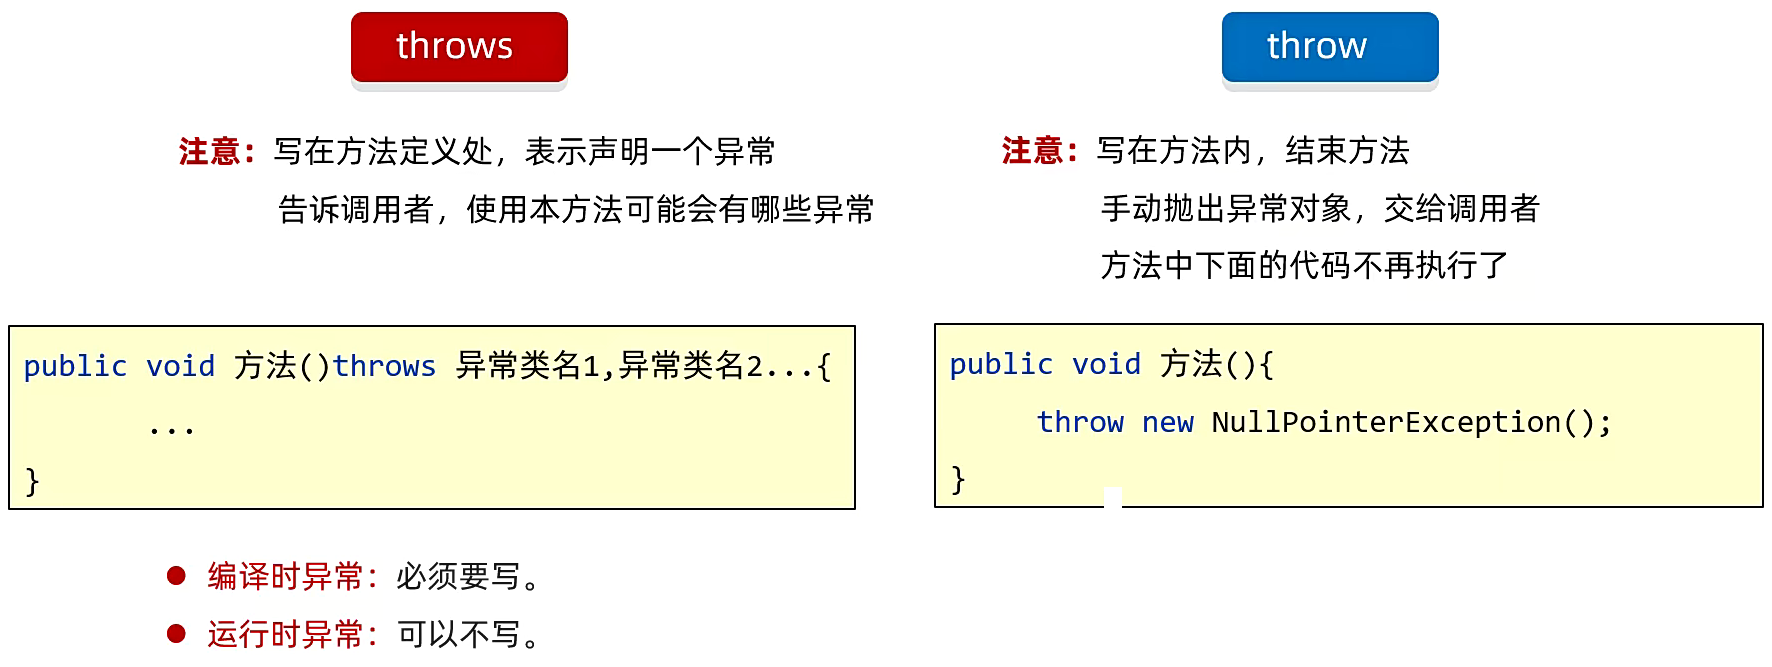 throws
注意：写在方法定义处，表示声明一个异常
告诉调用者，使用本方法可能会有哪些异常
public void 方法()throws 异常类名1,异常类名2...{
...
}
编译时异常：必须要写。
运行时异常：可以不写。
throw
注意：写在方法内，结束方法
手动抛出异常对象，交给调用者
方法中下面的代码不再执行了
public void 方法(){
throw new NullPointerException();
}